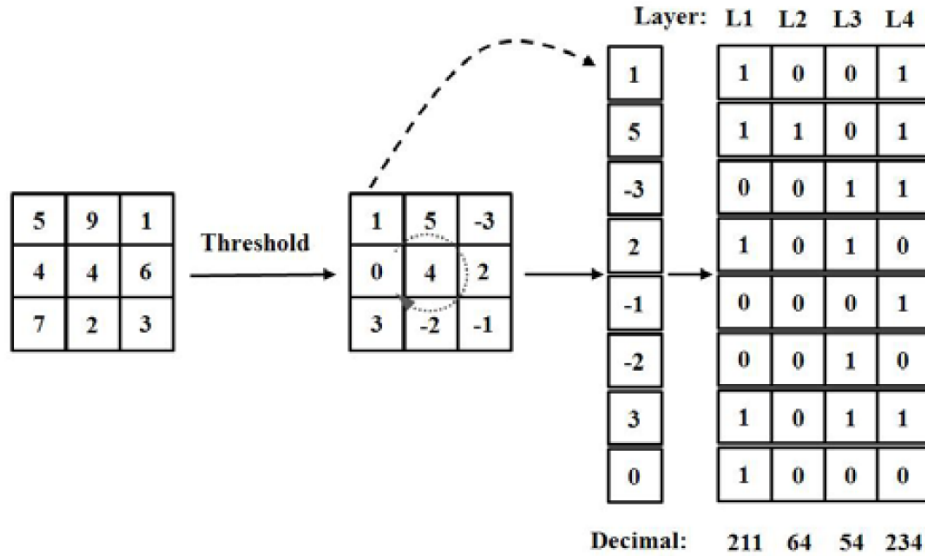 Layer: L1 L2 L3 L4
1 1 0 0 1
5 1 1 0 1
-3 0 0 1 1
5 9 1
Threshold
1 5 -3
2 1 0 1 0
4 4 6
0 4 2
-1 0 0 0 1
7 2 3
3 -2 -1
-2 0 0 1 0
3 1 0 1 1
0 1 0 0 0
Decimal: 211 64 54 234